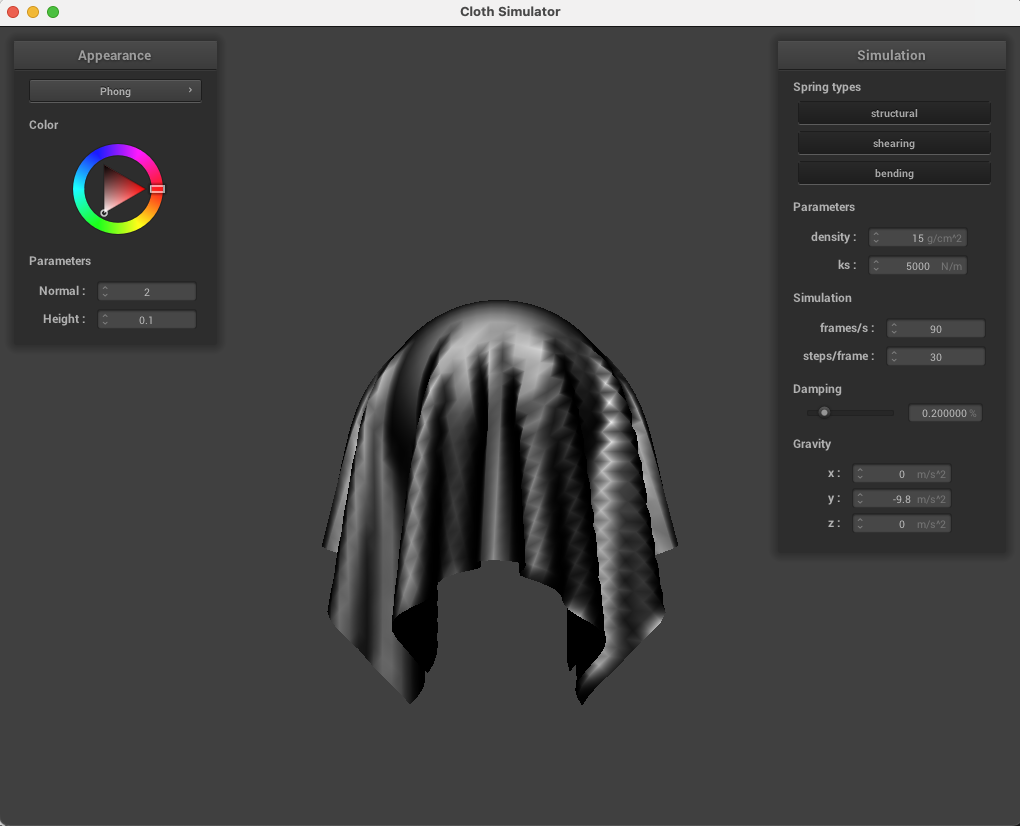 Cloth Simulator
Appearance
Phong
Color
Parameters
Normal : 2
Height : 0.1
Simulation
Spring types
structural
shearing
bending
Parameters
density : 15 g/cm^2
ks : 5000 N/m
Simulation
frames/s : 90
steps/frame : 30
Damping
0.200000 %
Gravity
x : 0 m/s^2
y : -9.8 m/s^2
z : 0 m/s^2